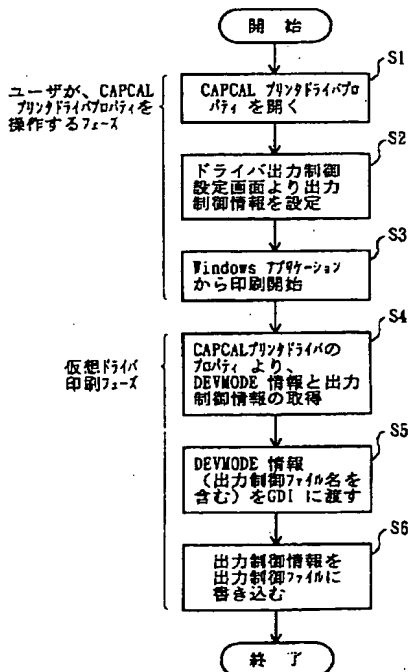 開 始
ユーザが、CAPCAL
プリンタドライバプロパティを
操作するフェーズ
S1
CAPCAL プリンタドライバプロ
パティ を開く
S2
ドライバ出力制御
設定画面より出力
制御情報を設定
S3
Windows アプリケーション
から印刷開始
仮想ドライバ
印刷フェーズ
S4
CAPCALプリンタドライバの
プロパティ より、
DEVMODE 情報と出力
制御情報の取得
S5
DEVMODE 情報
（出力制御ファイル名を
含む）をGDI に渡す
S6
出力制御情報を
出力制御ファイルに
書き込む
終 了